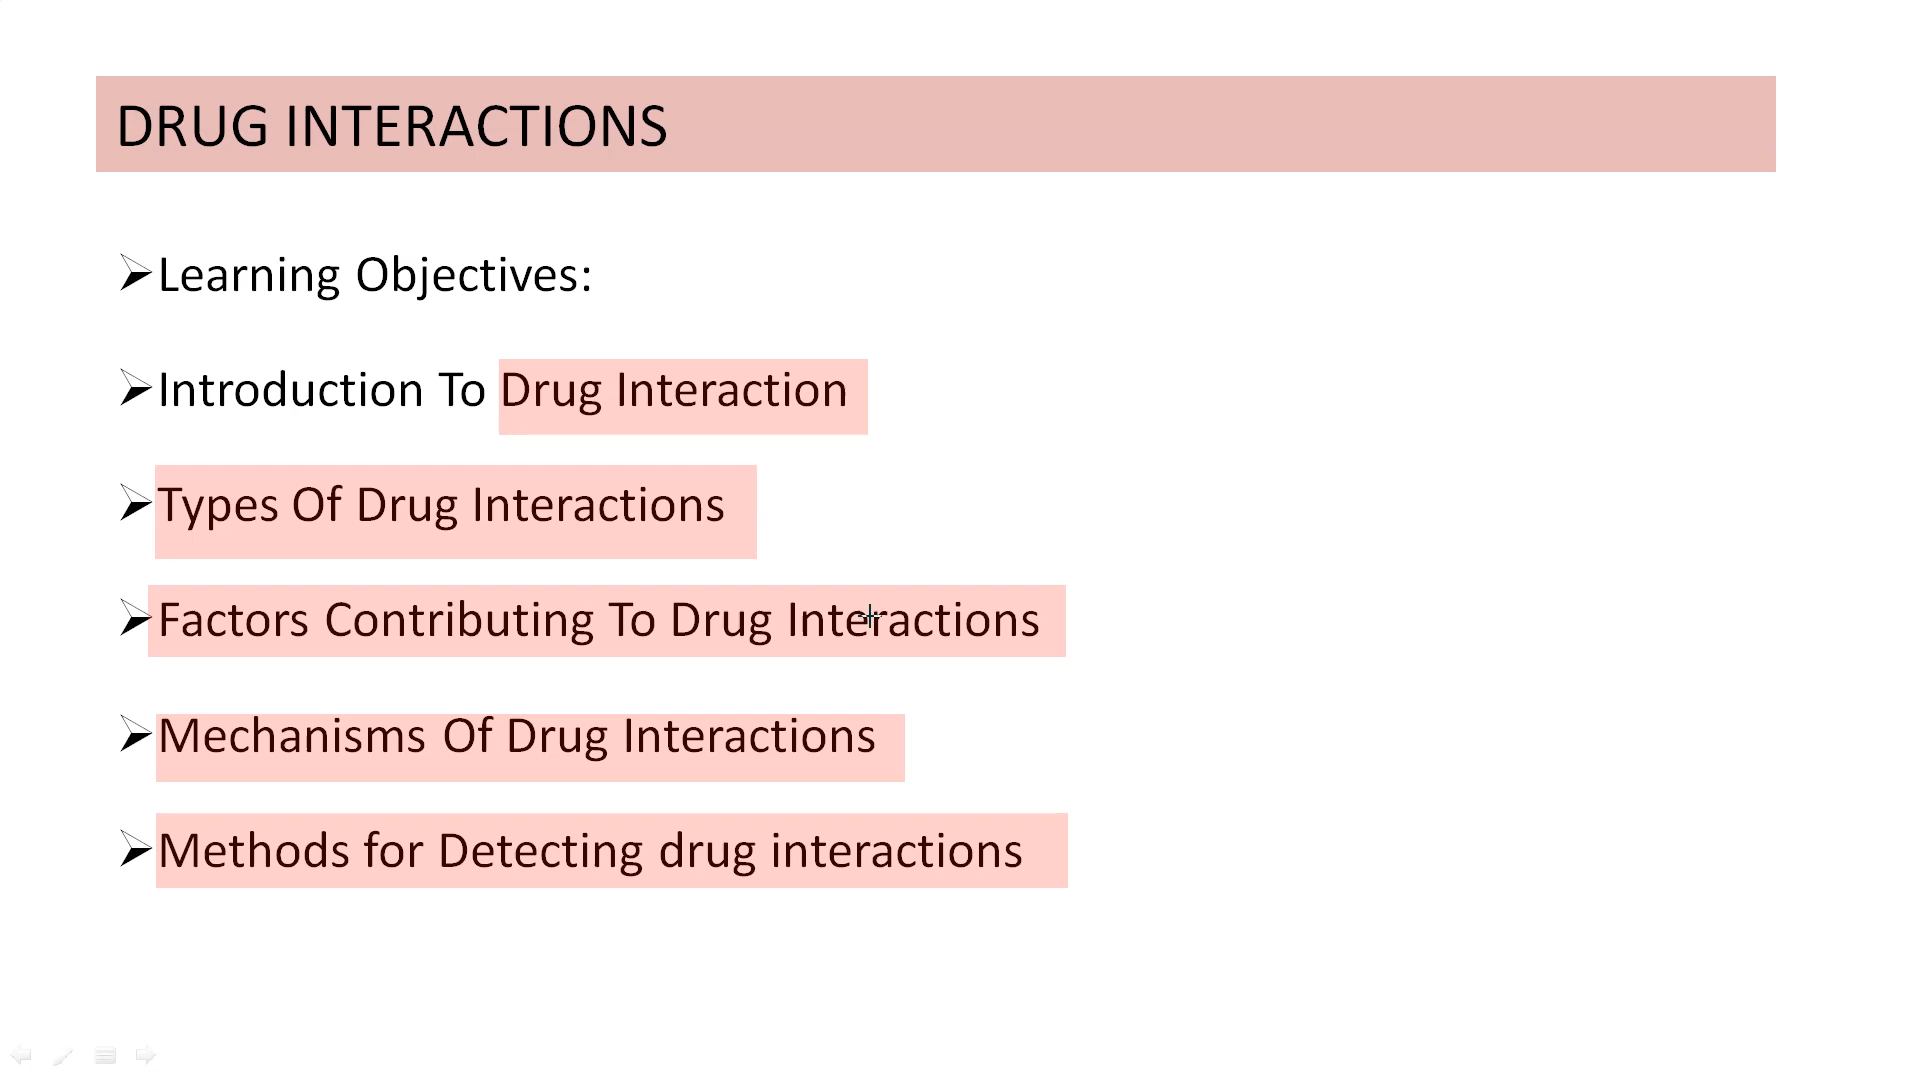 DRUG INTERACTIONS
Learning Objectives:
Introduction To Drug Interaction
Types Of Drug Interactions
Factors Contributing To Drug Interactions
Mechanisms Of Drug Interactions
Methods for Detecting drug interactions